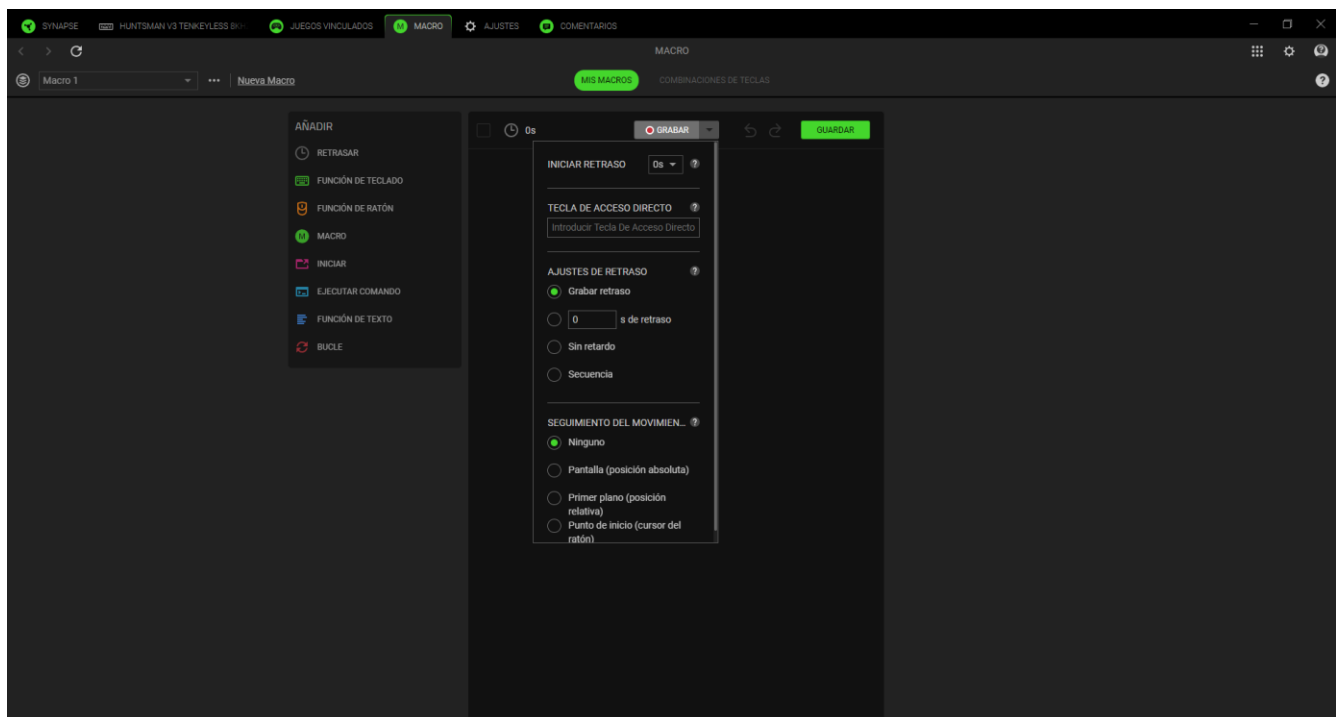 SYNAPSE
HUNTSMAN V3 TENKEYLESS 8KH
JUEGOS VINCULADOS
MACRO
AJUSTES
COMENTARIOS
MACRO
Macro 1
Nueva Macro
MIS MACROS
COMBINACIONES DE TECLAS
AÑADIR
RETRASAR
FUNCIÓN DE TECLADO
FUNCIÓN DE RATÓN
MACRO
INICIAR
EJECUTAR COMANDO
FUNCIÓN DE TEXTO
BUCLE
0s
GRABAR
GUARDAR
INICIAR RETRASO
0s
TECLA DE ACCESO DIRECTO
Introducir Tecla De Acceso Directo
AJUSTES DE RETRASO
Grabar retraso
0 s de retraso
Sin retardo
Secuencia
SEGUIMIENTO DEL MOVIMIEN...
Ninguno
Pantalla (posición absoluta)
Primer plano (posición
relativa)
Punto de inicio (cursor del
ratón)